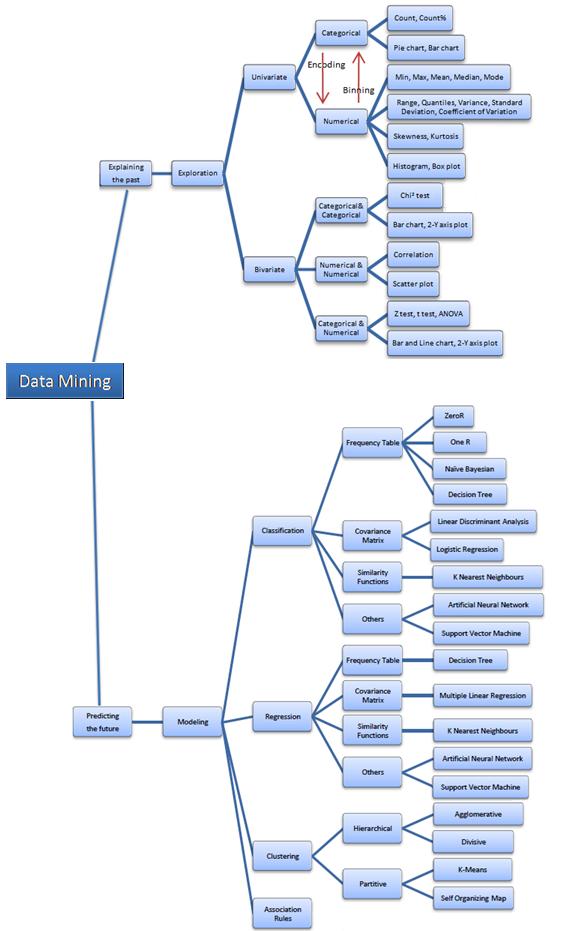 Categorical
Count, Count%
Pie chart, Bar chart
Encoding
Binning
Univariate
Numerical
Min, Max, Mean, Median, Mode
Range, Quantiles, Variance, Standard
Deviation, Coefficient of Variation
Skewness, Kurtosis
Histogram, Box plot
Explaining
the past
Exploration
Bivariate
Categorical&
Categorical
Chi² test
Bar chart, 2-Y axis plot
Numerical &
Numerical
Correlation
Scatter plot
Categorical &
Numerical
Z test, t test, ANOVA
Bar and Line chart, 2-Y axis plot
Data Mining
Predicting
the future
Modeling
Classification
Frequency Table
ZeroR
One R
Naïve Bayesian
Decision Tree
Covariance
Matrix
Linear Discriminant Analysis
Logistic Regression
Similarity
Functions
K Nearest Neighbours
Others
Artificial Neural Network
Support Vector Machine
Regression
Frequency Table
Decision Tree
Covariance
Matrix
Multiple Linear Regression
Similarity
Functions
K Nearest Neighbours
Others
Artificial Neural Network
Support Vector Machine
Clustering
Hierarchical
Agglomerative
Divisive
Partitive
K-Means
Self Organizing Map
Association
Rules